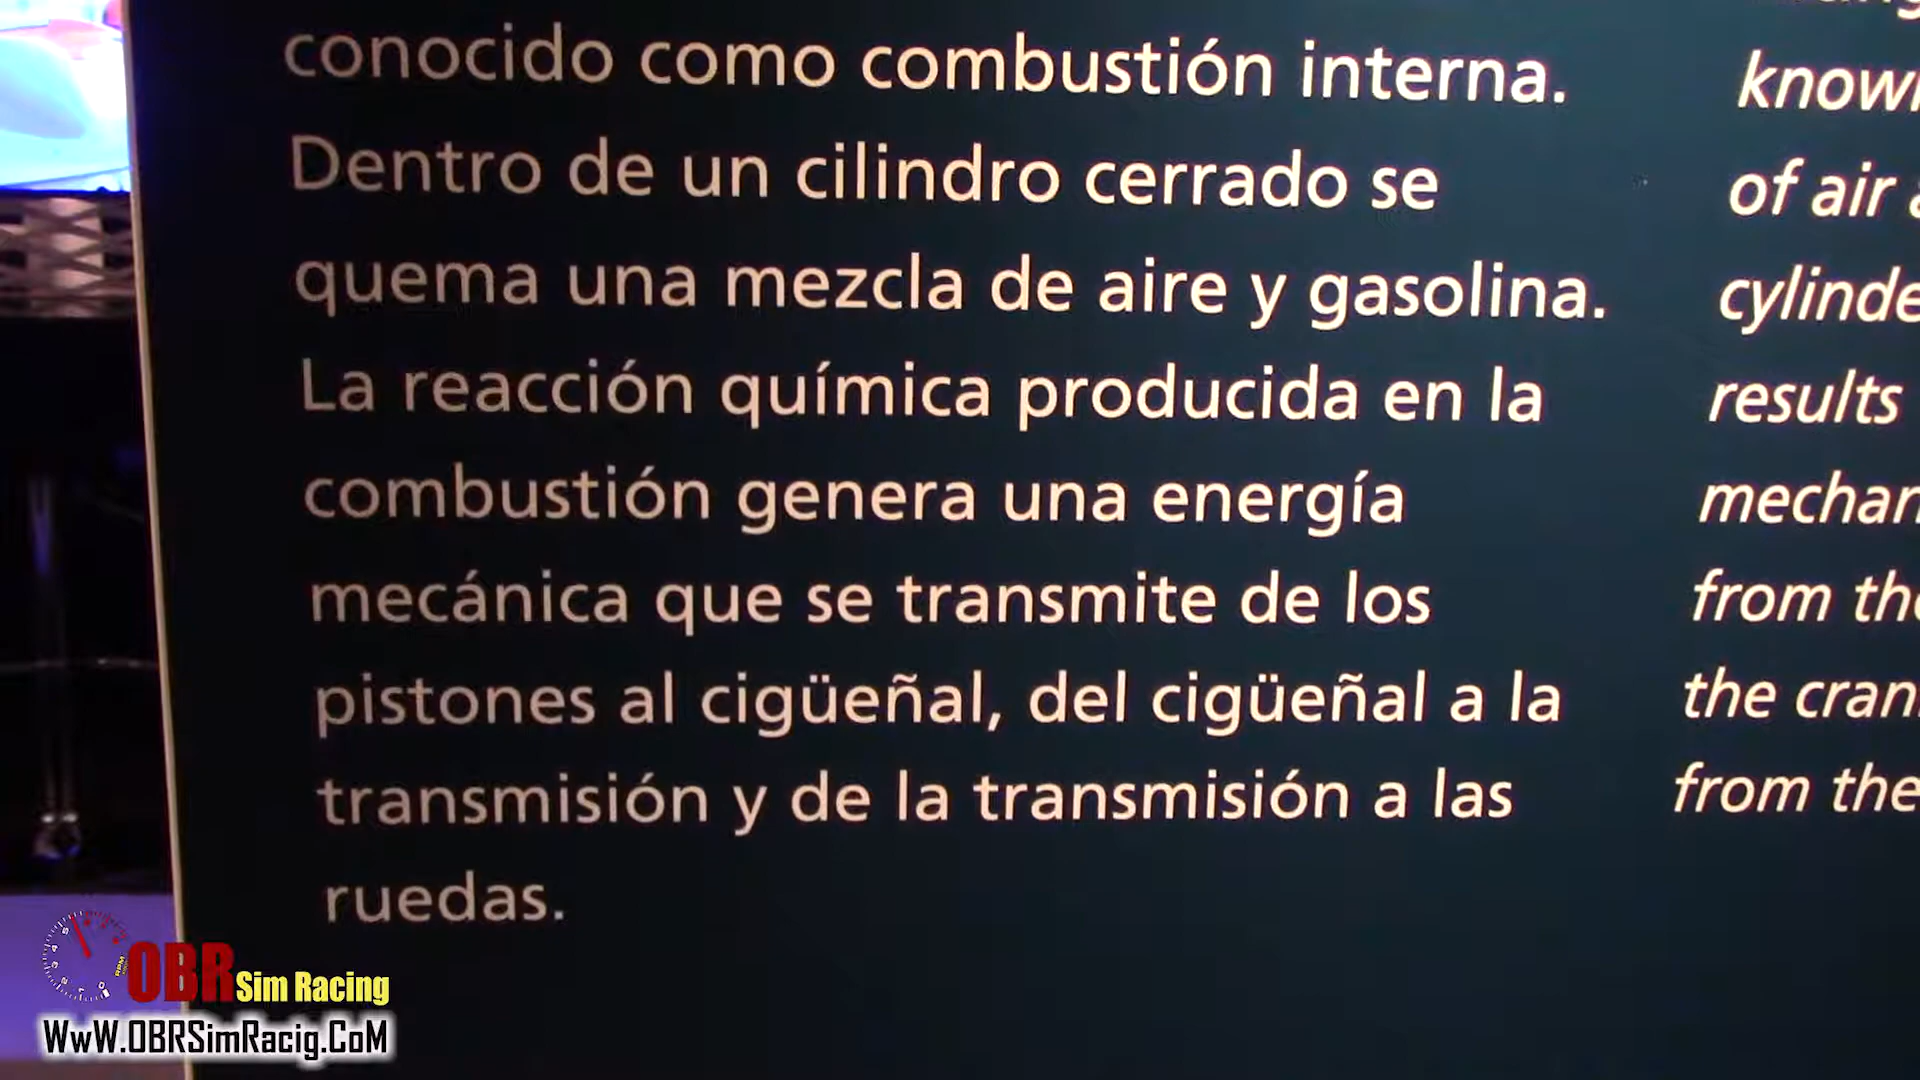 conocido como combustión interna.
Dentro de un cilindro cerrado se
quema una mezcla de aire y gasolina.
La reacción química producida en la
combustión genera una energía
mecánica que se transmite de los
pistones al cigüeñal, del cigüeñal a la
transmisión y de la transmisión a las
ruedas.
of air
results
from
the
from the
OBR Sim Racing
WwW.OBRSimRacig.CoM